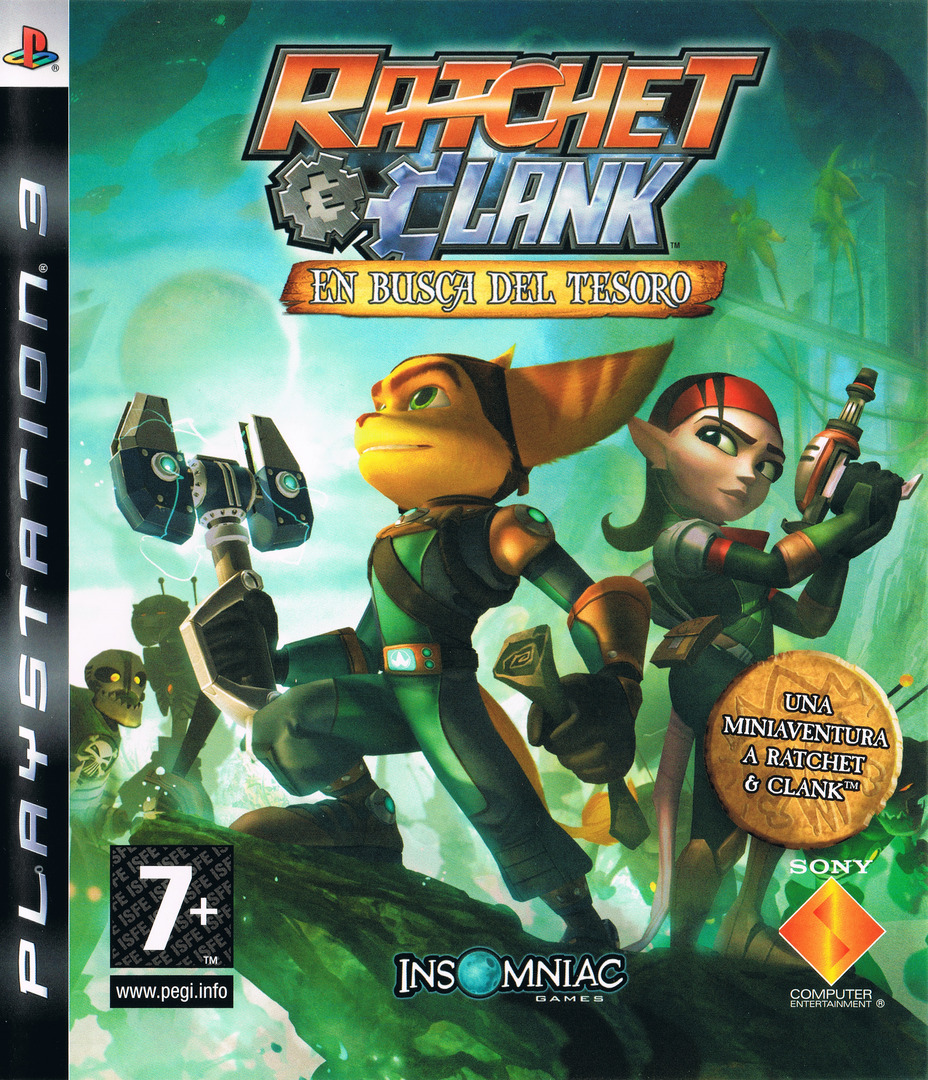 PLAYSTATION 3 ®
RATCHET
& CLANK™
EN BUSCA DEL TESORO
UNA
MINIAVENTURA
A RATCHET
& CLANK™
7+
TM
www.pegi.info
INSOMNIAC
GAMES
SONY
COMPUTER
ENTERTAINMENT ®